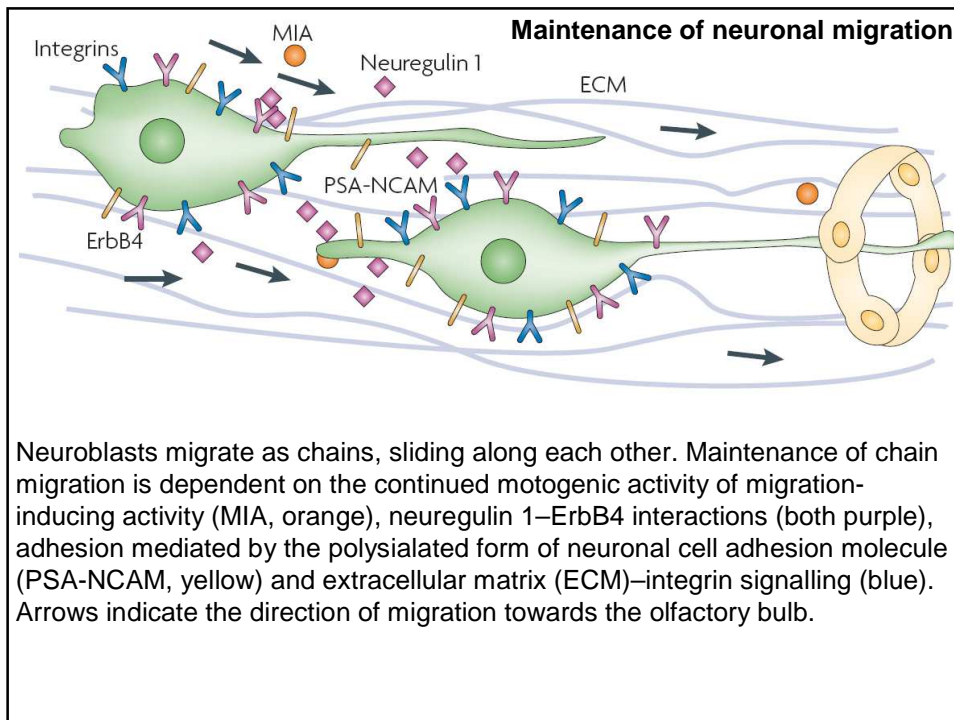 Maintenance of neuronal migration
MIA
Integrins
Neuregulin 1
ECM
PSA-NCAM
ErbB4
Neuroblasts migrate as chains, sliding along each other. Maintenance of chain
migration is dependent on the continued motogenic activity of migration-
inducing activity (MIA, orange), neuregulin 1–ErbB4 interactions (both purple),
adhesion mediated by the polysialated form of neuronal cell adhesion molecule
(PSA-NCAM, yellow) and extracellular matrix (ECM)–integrin signalling (blue).
Arrows indicate the direction of migration towards the olfactory bulb.